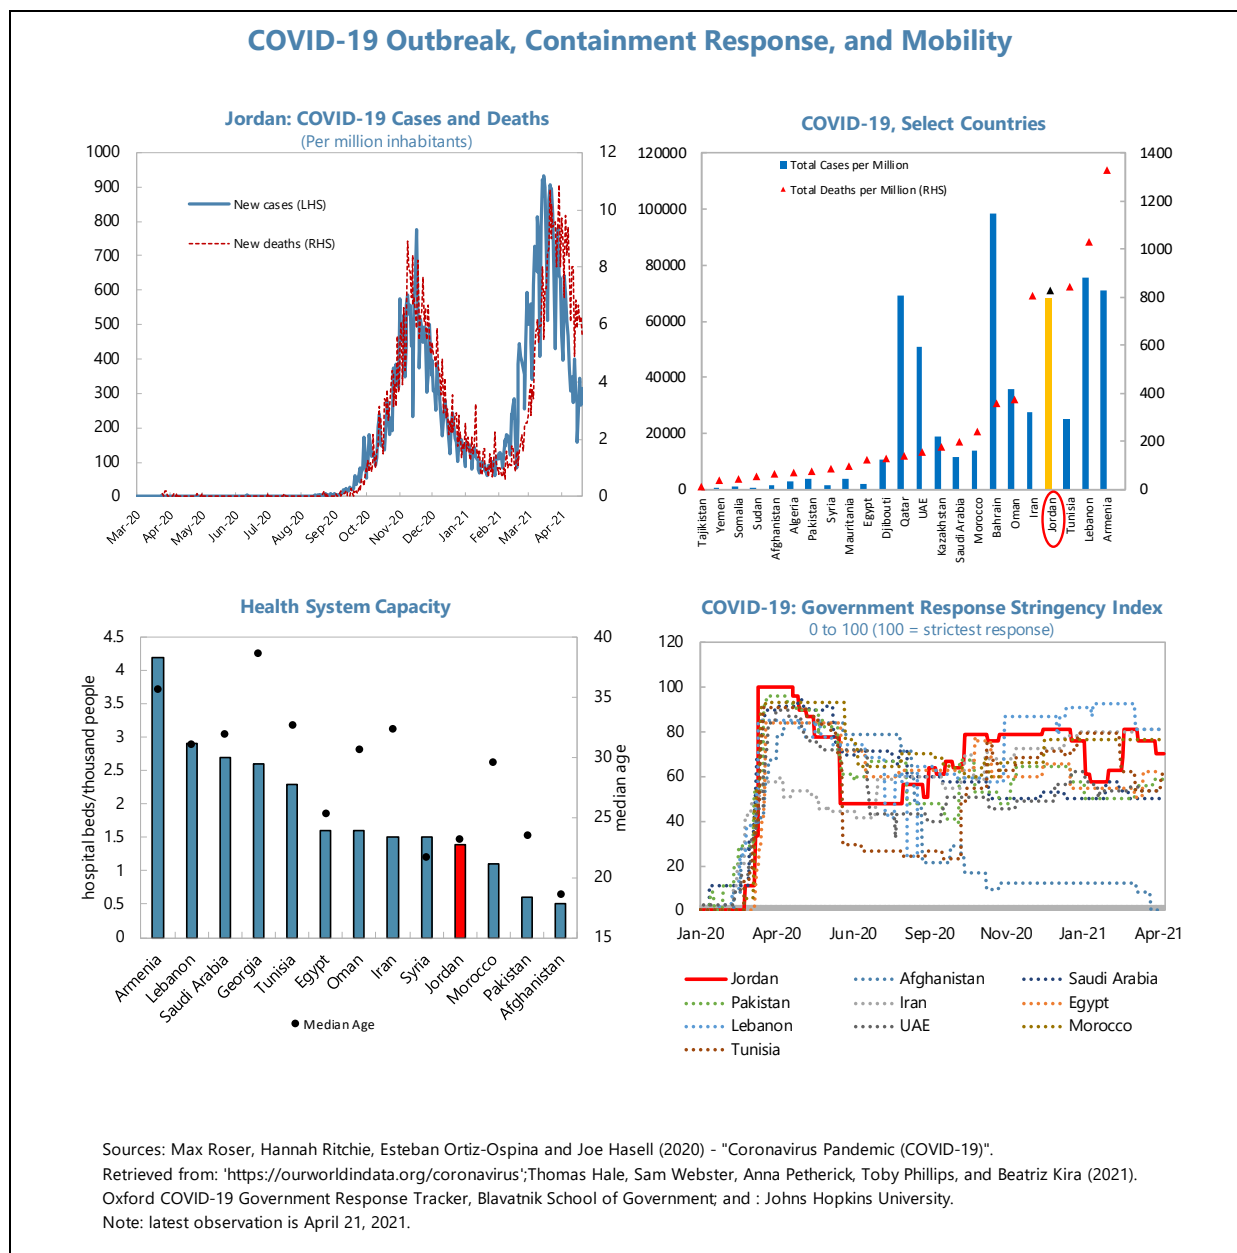 COVID-19 Outbreak, Containment Response, and Mobility
Jordan: COVID-19 Cases and Deaths
(Per million inhabitants)
1000
900
800
700
600
500
400
300
200
100
0
12
10
8
6
4
2
0
New cases (LHS)
New deaths (RHS)
Mar-20
Apr-20
May-20
Jun-20
Jul-20
Aug-20
Sep-20
Oct-20
Nov-20
Dec-20
Jan-21
Feb-21
Mar-21
Apr-21
COVID-19, Select Countries
120000
100000
80000
60000
40000
20000
0
1400
1200
1000
800
600
400
200
0
Total Cases per Million
Total Deaths per Million (RHS)
Tajikistan
Yemen
Somalia
Sudan
Afghanistan
Algeria
Pakistan
Syria
Mauritania
Egypt
Djibouti
Qatar
UAE
Kazakhstan
Saudi Arabia
Morocco
Bahrain
Oman
Iran
Jordan
Tunisia
Lebanon
Armenia
Health System Capacity
hospital beds/thousand people
4.5
4
3.5
3
2.5
2
1.5
1
0.5
0
40
35
30
25
20
15
median age
Armenia
Lebanon
Saudi Arabia
Georgia
Tunisia
Egypt
Oman
Iran
Syria
Jordan
Morocco
Pakistan
Afghanistan
Median Age
COVID-19: Government Response Stringency Index
0 to 100 (100 = strictest response)
120
100
80
60
40
20
0
Jan-20
Apr-20
Jun-20
Sep-20
Nov-20
Jan-21
Apr-21
Jordan
Afghanistan
Saudi Arabia
Pakistan
Iran
Egypt
Lebanon
UAE
Morocco
Tunisia
Sources: Max Roser, Hannah Ritchie, Esteban Ortiz-Ospina and Joe Hasell (2020) - "Coronavirus Pandemic (COVID-19)".
Retrieved from: 'https://ourworldindata.org/coronavirus';Thomas Hale, Sam Webster, Anna Petherick, Toby Phillips, and Beatriz Kira (2021).
Oxford COVID-19 Government Response Tracker, Blavatnik School of Government; and : Johns Hopkins University.
Note: latest observation is April 21, 2021.